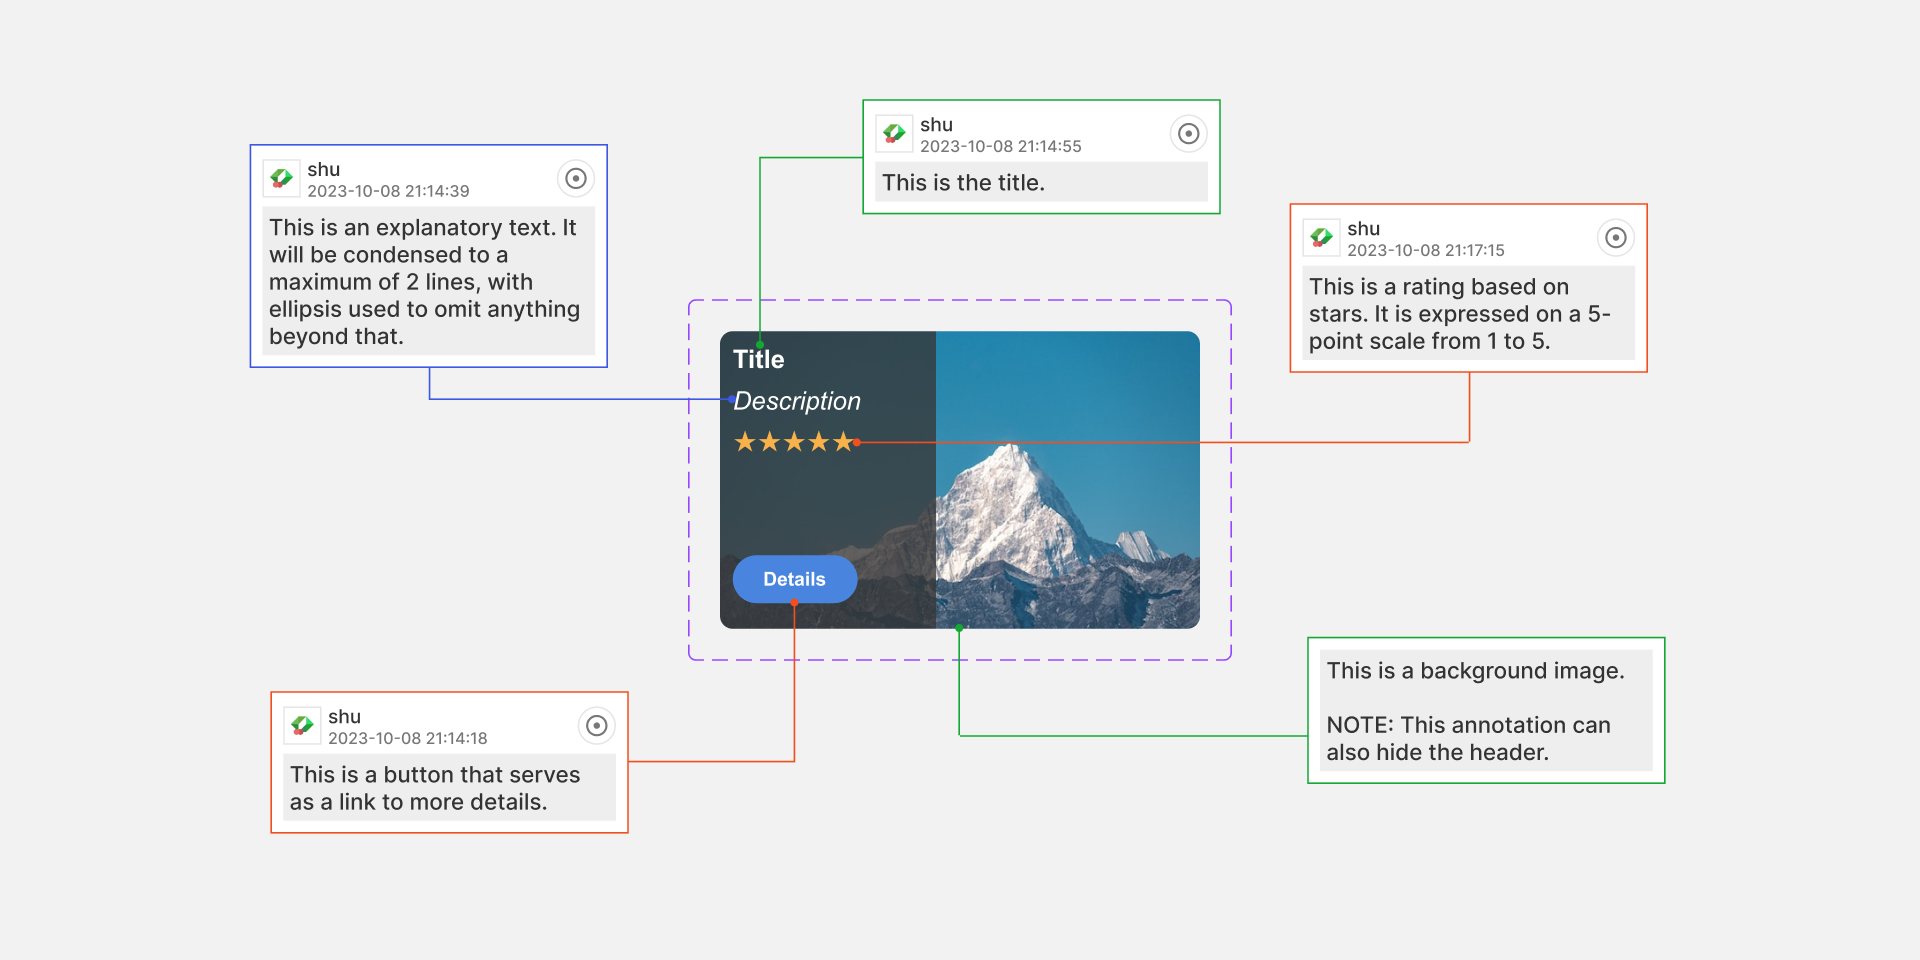 shu
2023-10-08 21:14:55
This is the title.
shu
2023-10-08 21:14:39
This is an explanatory text. It
will be condensed to a
maximum of 2 lines, with
ellipsis used to omit anything
beyond that.
shu
2023-10-08 21:17:15
This is a rating based on
stars. It is expressed on a 5-
point scale from 1 to 5.
Title
Description
★★★★★
Details
This is a background image.
NOTE: This annotation can
also hide the header.
shu
2023-10-08 21:14:18
This is a button that serves
as a link to more details.